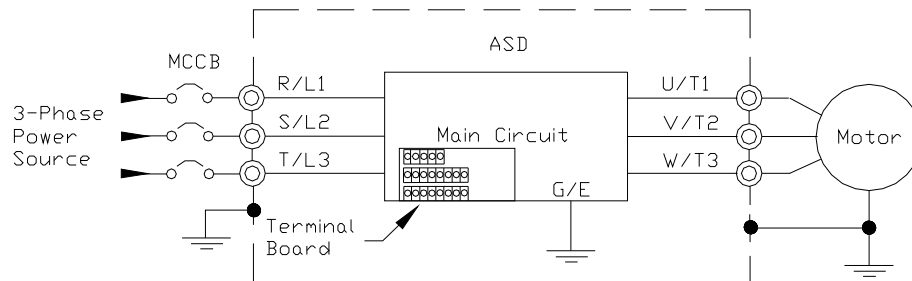 ASD
MCCB
R/L1
U/T1
3-Phase
Power
Source
S/L2
V/T2
Main Circuit
Motor
T/L3
W/T3
G/E
Terminal
Board